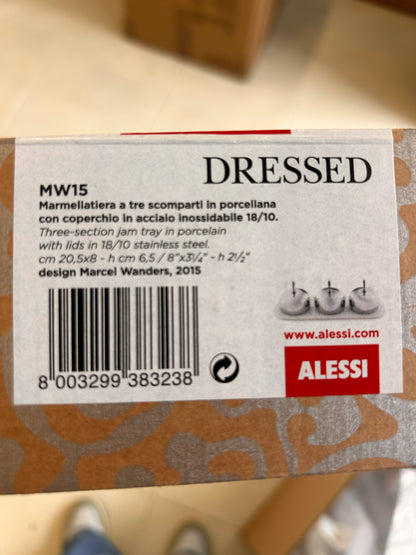 DRESSED
MW15
Marmellatiera a tre scomparti in porcellana
con coperchio in acciaio inossidabile 18/10.
Three-section jam tray in porcelain
with lids in 18/10 stainless steel.
cm 20,5x8 - h cm 6,5 / 8"x3¼" - h 2½"
design Marcel Wanders, 2015
www.alessi.com
ALESSI
8 003299 383238